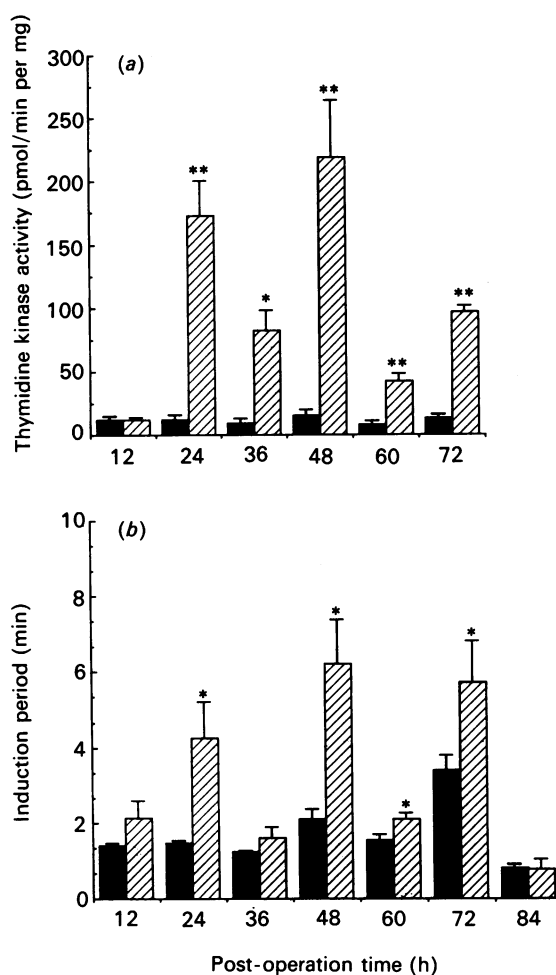 (a)
Thymidine kinase activity (pmol/min per mg)
300
250
200
150
100
50
0
** * ** ** **
12 24 36 48 60 72
(b)
Induction period (min)
10
8
6
4
2
0
* * * *
12 24 36 48 60 72 84
Post-operation time (h)